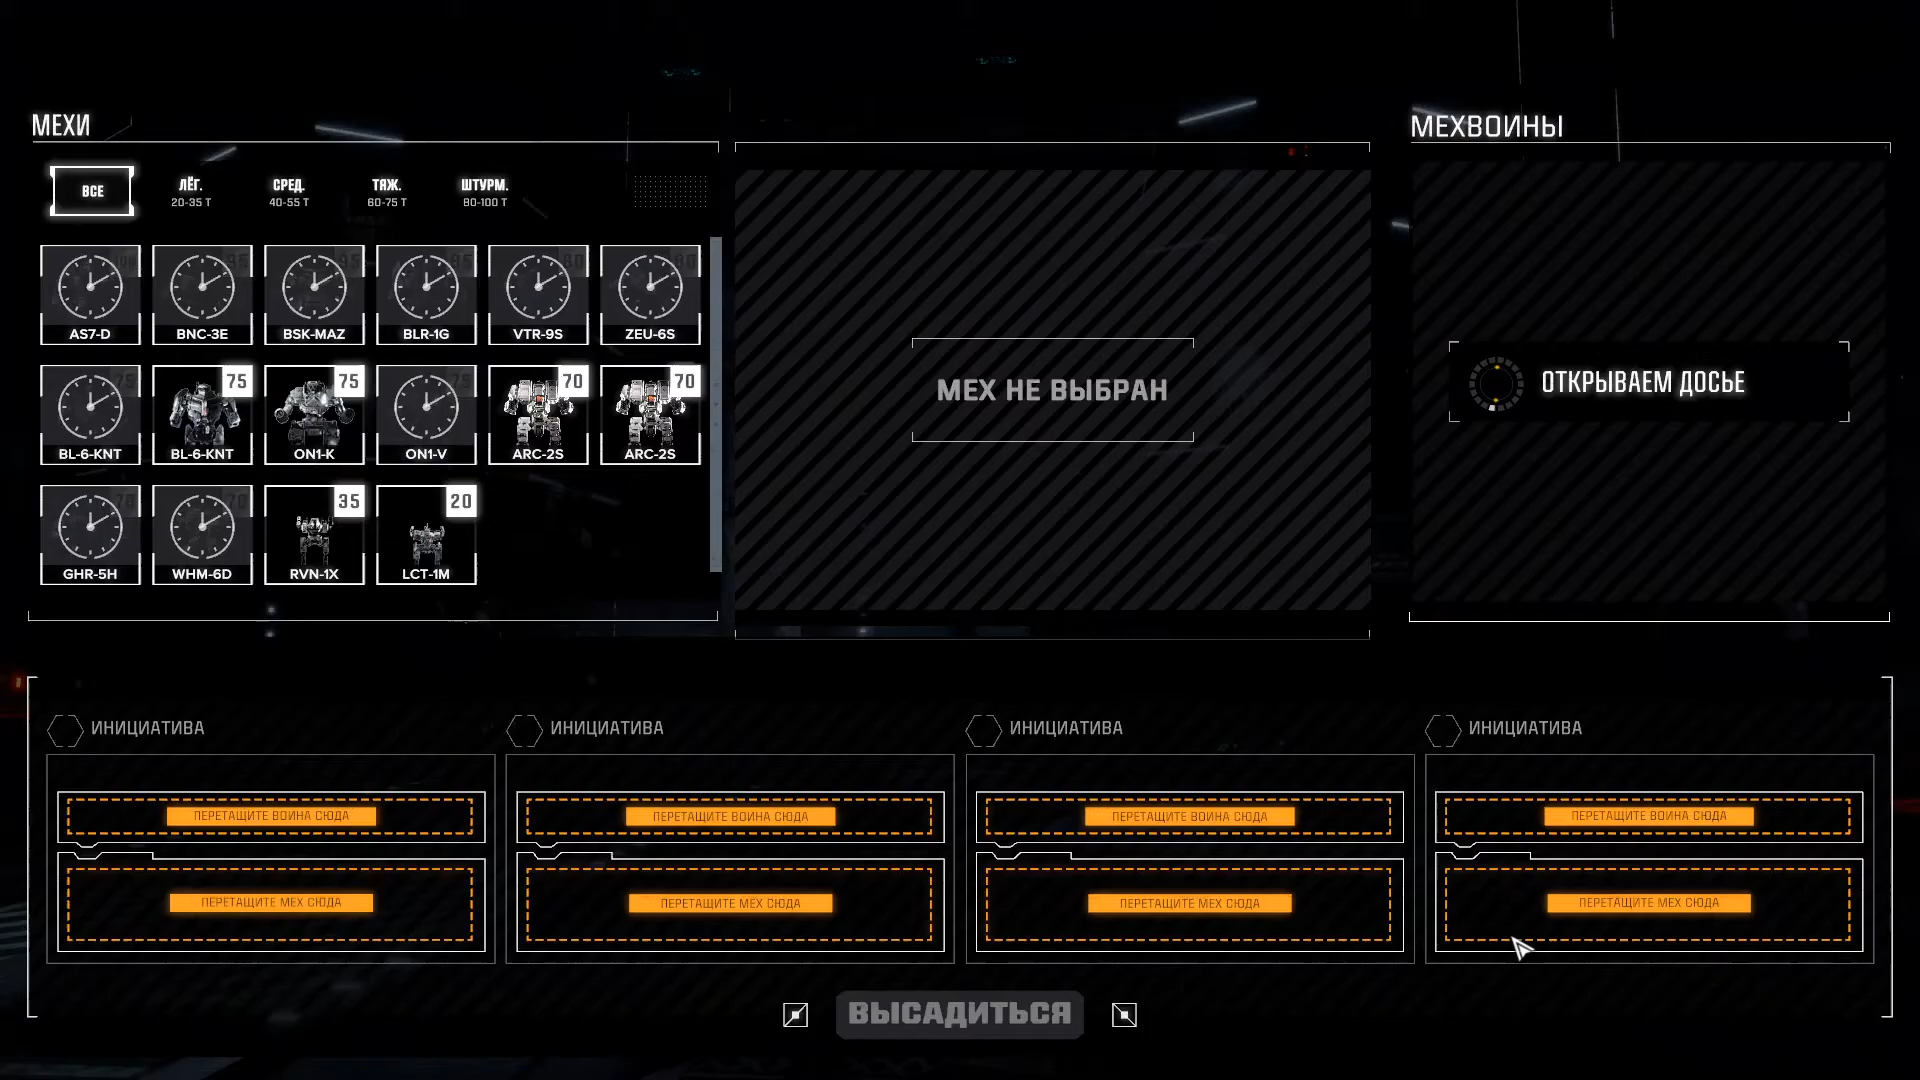 МЕХИ
МЕХВОИНЫ
ВСЕ
ЛЁГ.
20-35 Т
СРЕД.
40-55 Т
ТЯЖ.
60-75 Т
ШТУРМ.
80-100 Т
AS7-D
BNC-3E
BSK-MAZ
BLR-1G
VTR-9S
ZEU-6S
BL-6-KNT
75
BL-6-KNT
75
ON1-K
ON1-V
70
ARC-2S
70
ARC-2S
GHR-5H
WHM-6D
35
RVN-1X
20
LCT-1M
МЕХ НЕ ВЫБРАН
ОТКРЫВАЕМ ДОСЬЕ
ИНИЦИАТИВА
ИНИЦИАТИВА
ИНИЦИАТИВА
ИНИЦИАТИВА
ПЕРЕТАЩИТЕ ВОИНА СЮДА
ПЕРЕТАЩИТЕ ВОИНА СЮДА
ПЕРЕТАЩИТЕ ВОИНА СЮДА
ПЕРЕТАЩИТЕ ВОИНА СЮДА
ПЕРЕТАЩИТЕ МЕХ СЮДА
ПЕРЕТАЩИТЕ МЕХ СЮДА
ПЕРЕТАЩИТЕ МЕХ СЮДА
ПЕРЕТАЩИТЕ МЕХ СЮДА
ВЫСАДИТЬСЯ